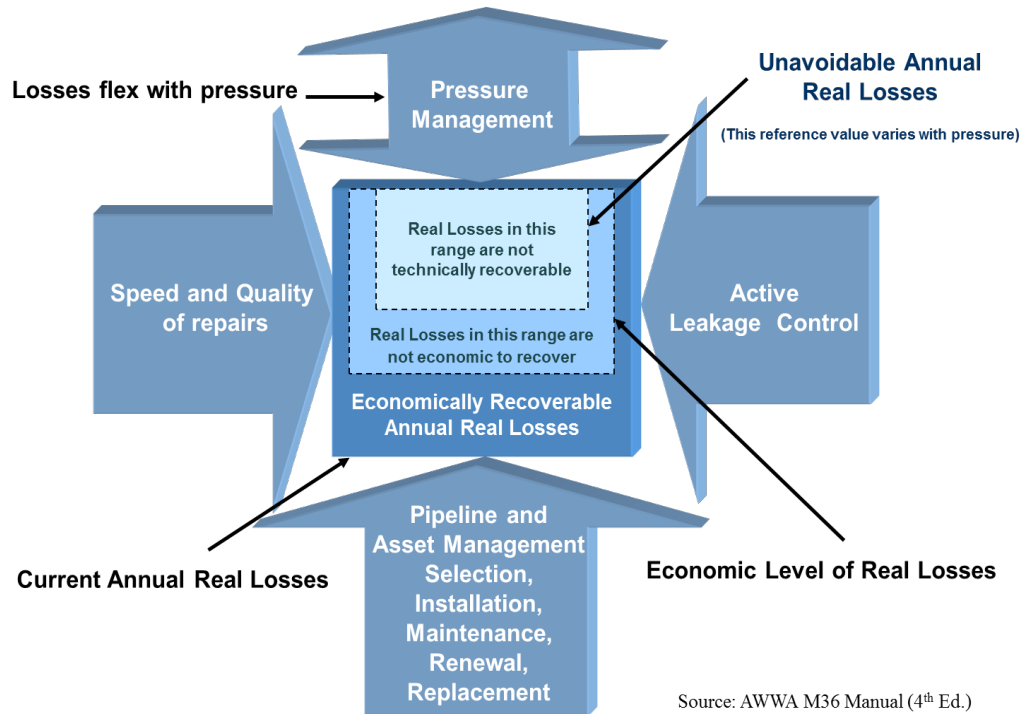 Losses flex with pressure
Pressure
Management
Unavoidable Annual
Real Losses
(This reference value varies with pressure)
Real Losses in this
range are not
technically recoverable
Speed and Quality
of repairs
Active
Leakage Control
Real Losses in this range are
not economic to recover
Economically Recoverable
Annual Real Losses
Pipeline and
Asset Management
Selection,
Installation,
Maintenance,
Renewal,
Replacement
Current Annual Real Losses
Economic Level of Real Losses
Source: AWWA M36 Manual (4th Ed.)